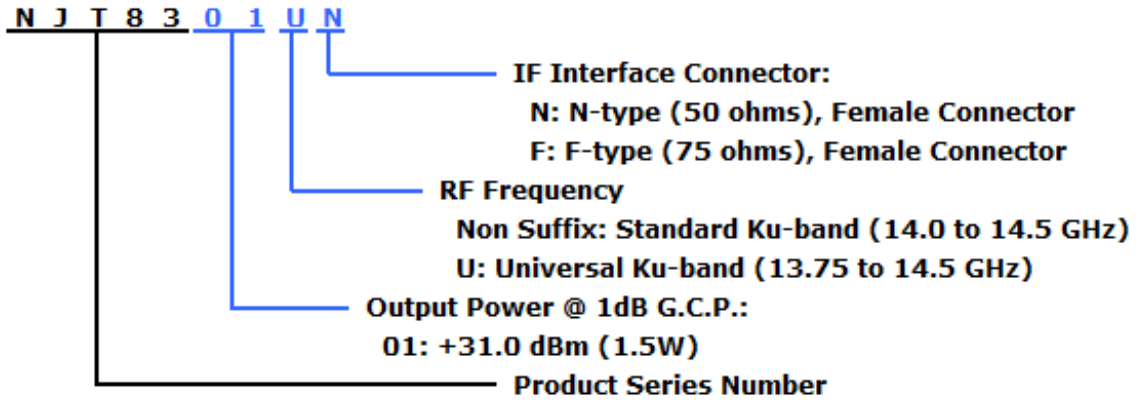 N J T 8 3 0 1 U N
IF Interface Connector:
N: N-type (50 ohms), Female Connector
F: F-type (75 ohms), Female Connector
RF Frequency
Non Suffix: Standard Ku-band (14.0 to 14.5 GHz)
U: Universal Ku-band (13.75 to 14.5 GHz)
Output Power @ 1dB G.C.P.:
01: +31.0 dBm (1.5W)
Product Series Number